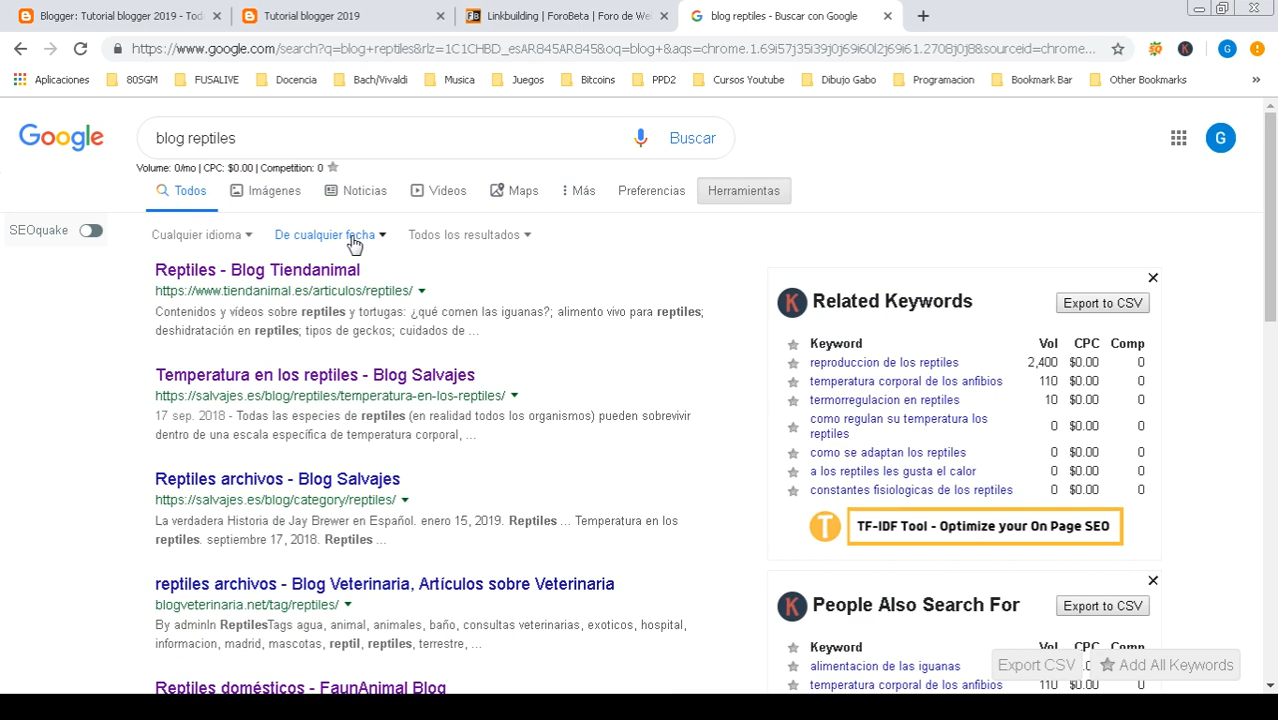 Blogger: Tutorial blogger 2019 - Tod
Tutorial blogger 2019
Linkbuilding | ForoBeta | Foro de We
blog reptiles - Buscar con Google
https://www.google.com/search?q=blog+reptiles&rlz=1C1CHBD_esAR845AR845&oq=blog+&aqs=chrome.1.69i57j35i39j0j69i60l2j69i61.2708j0j8&sourceid=chrome...
Aplicaciones
80SGM
FUSALIVE
Docencia
Bach/Vivaldi
Musica
Juegos
Bitcoins
PPD2
Cursos Youtube
Dibujo Gabo
Programacion
Bookmark Bar
Other Bookmarks
Google
blog reptiles
Buscar
G
Volume: 0/mo | CPC: $0.00 | Competition: 0
Todos
Imágenes
Noticias
Videos
Maps
Más
Preferencias
Herramientas
SEOquake
Cualquier idioma
De cualquier fecha
Todos los resultados
Reptiles - Blog Tiendanimal
https://www.tiendanimal.es/articulos/reptiles/
Contenidos y vídeos sobre reptiles y tortugas: ¿qué comen las iguanas?; alimento vivo para reptiles;
deshidratación en reptiles; tipos de geckos; cuidados de ...
Temperatura en los reptiles - Blog Salvajes
https://salvajes.es/blog/reptiles/temperatura-en-los-reptiles/
17 sep. 2018 - Todas las especies de reptiles (en realidad todos los organismos) pueden sobrevivir
dentro de una escala específica de temperatura corporal, ...
Reptiles archivos - Blog Salvajes
https://salvajes.es/blog/category/reptiles/
La verdadera Historia de Jay Brewer en Español. enero 15, 2019. Reptiles ... Temperatura en los
reptiles. septiembre 17, 2018. Reptiles ...
reptiles archivos - Blog Veterinaria, Artículos sobre Veterinaria
blogveterinaria.net/tag/reptiles/
By adminIn ReptilesTags agua, animal, animales, baño, consultas veterinarias, exoticos, hospital,
informacion, madrid, mascotas, reptil, reptiles, terrestre, ...
Reptiles domésticos - FaunAnimal Blog
K Related Keywords
Export to CSV
Keyword Vol CPC Comp
reproduccion de los reptiles 2,400 $0.00 0
temperatura corporal de los anfibios 110 $0.00 0
termorregulacion en reptiles 10 $0.00 0
como regulan su temperatura los
reptiles 0 $0.00 0
como se adaptan los reptiles 0 $0.00 0
a los reptiles les gusta el calor 0 $0.00 0
constantes fisiologicas de los reptiles 0 $0.00 0
T TF-IDF Tool - Optimize your On Page SEO
K People Also Search For
Export to CSV
Keyword Vol CPC Comp
alimentacion de las iguanas
Export CSV
Add All Keywords
temperatura corporal de los anfibios 110 $0.00 0